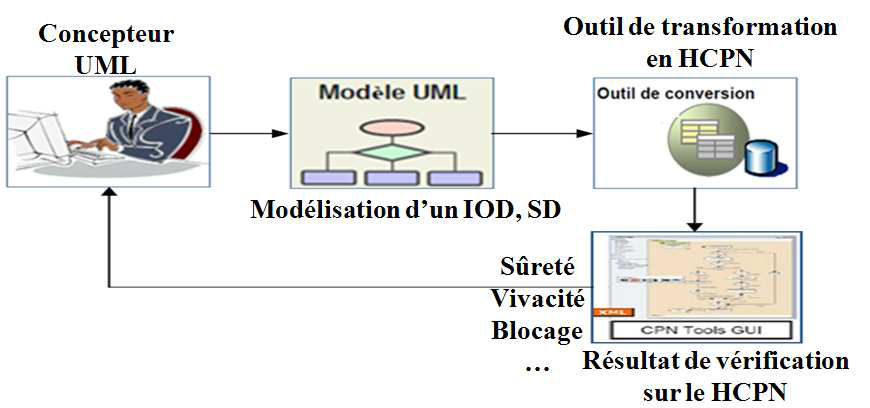 Concepteur
UML
Modèle UML
Modélisation d'un IOD, SD
Outil de transformation
en HCPN
Outil de conversion
Sûreté
Vivacité
Blocage
...
XML
CPN Tools GUI
Résultat de vérification
sur le HCPN